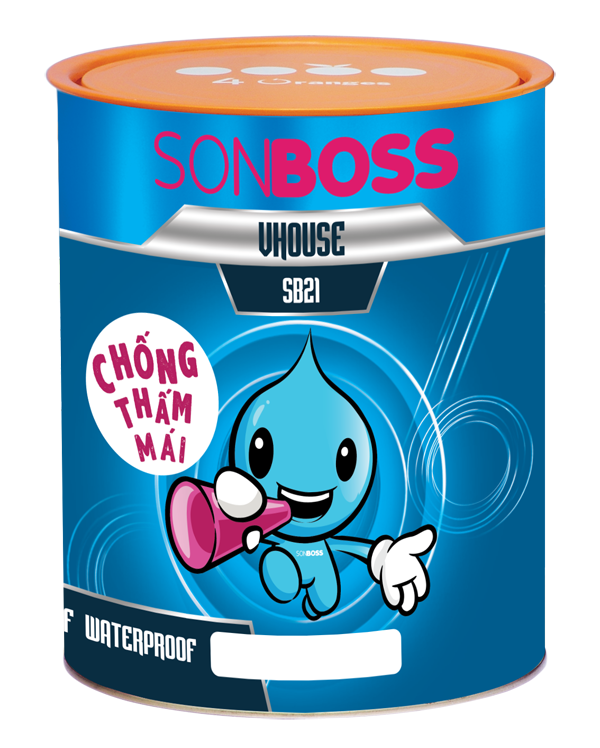 4 Oranges
SONBOSS
VHOUSE
SB21
CHỐNG
THẤM
MÁI
SONBOSS
F WATERPROOF